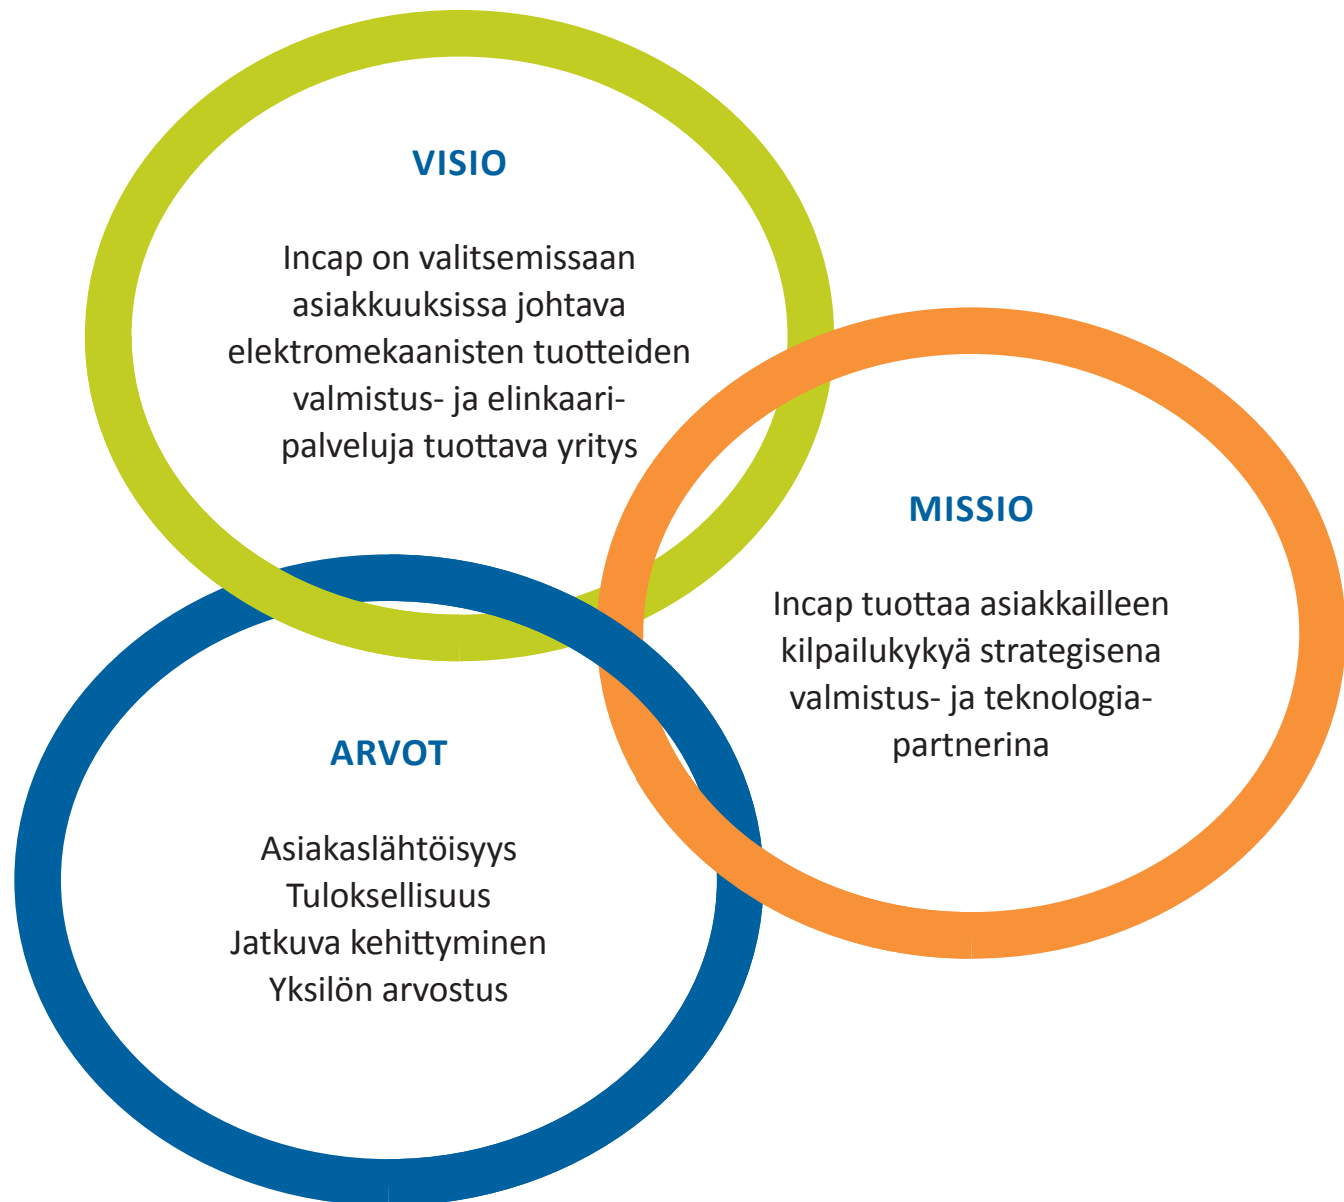 VISIO
Incap on valitsemissaan
asiakkuuksissa johtava
elektromekaanisten tuotteiden
valmistus- ja elinkaari-
palveluja tuottava yritys
MISSIO
Incap tuottaa asiakkailleen
kilpailukykyä strategisena
valmistus- ja teknologia-
partnerina
ARVOT
Asiakaslähtöisyys
Tuloksellisuus
Jatkuva kehittyminen
Yksilön arvostus